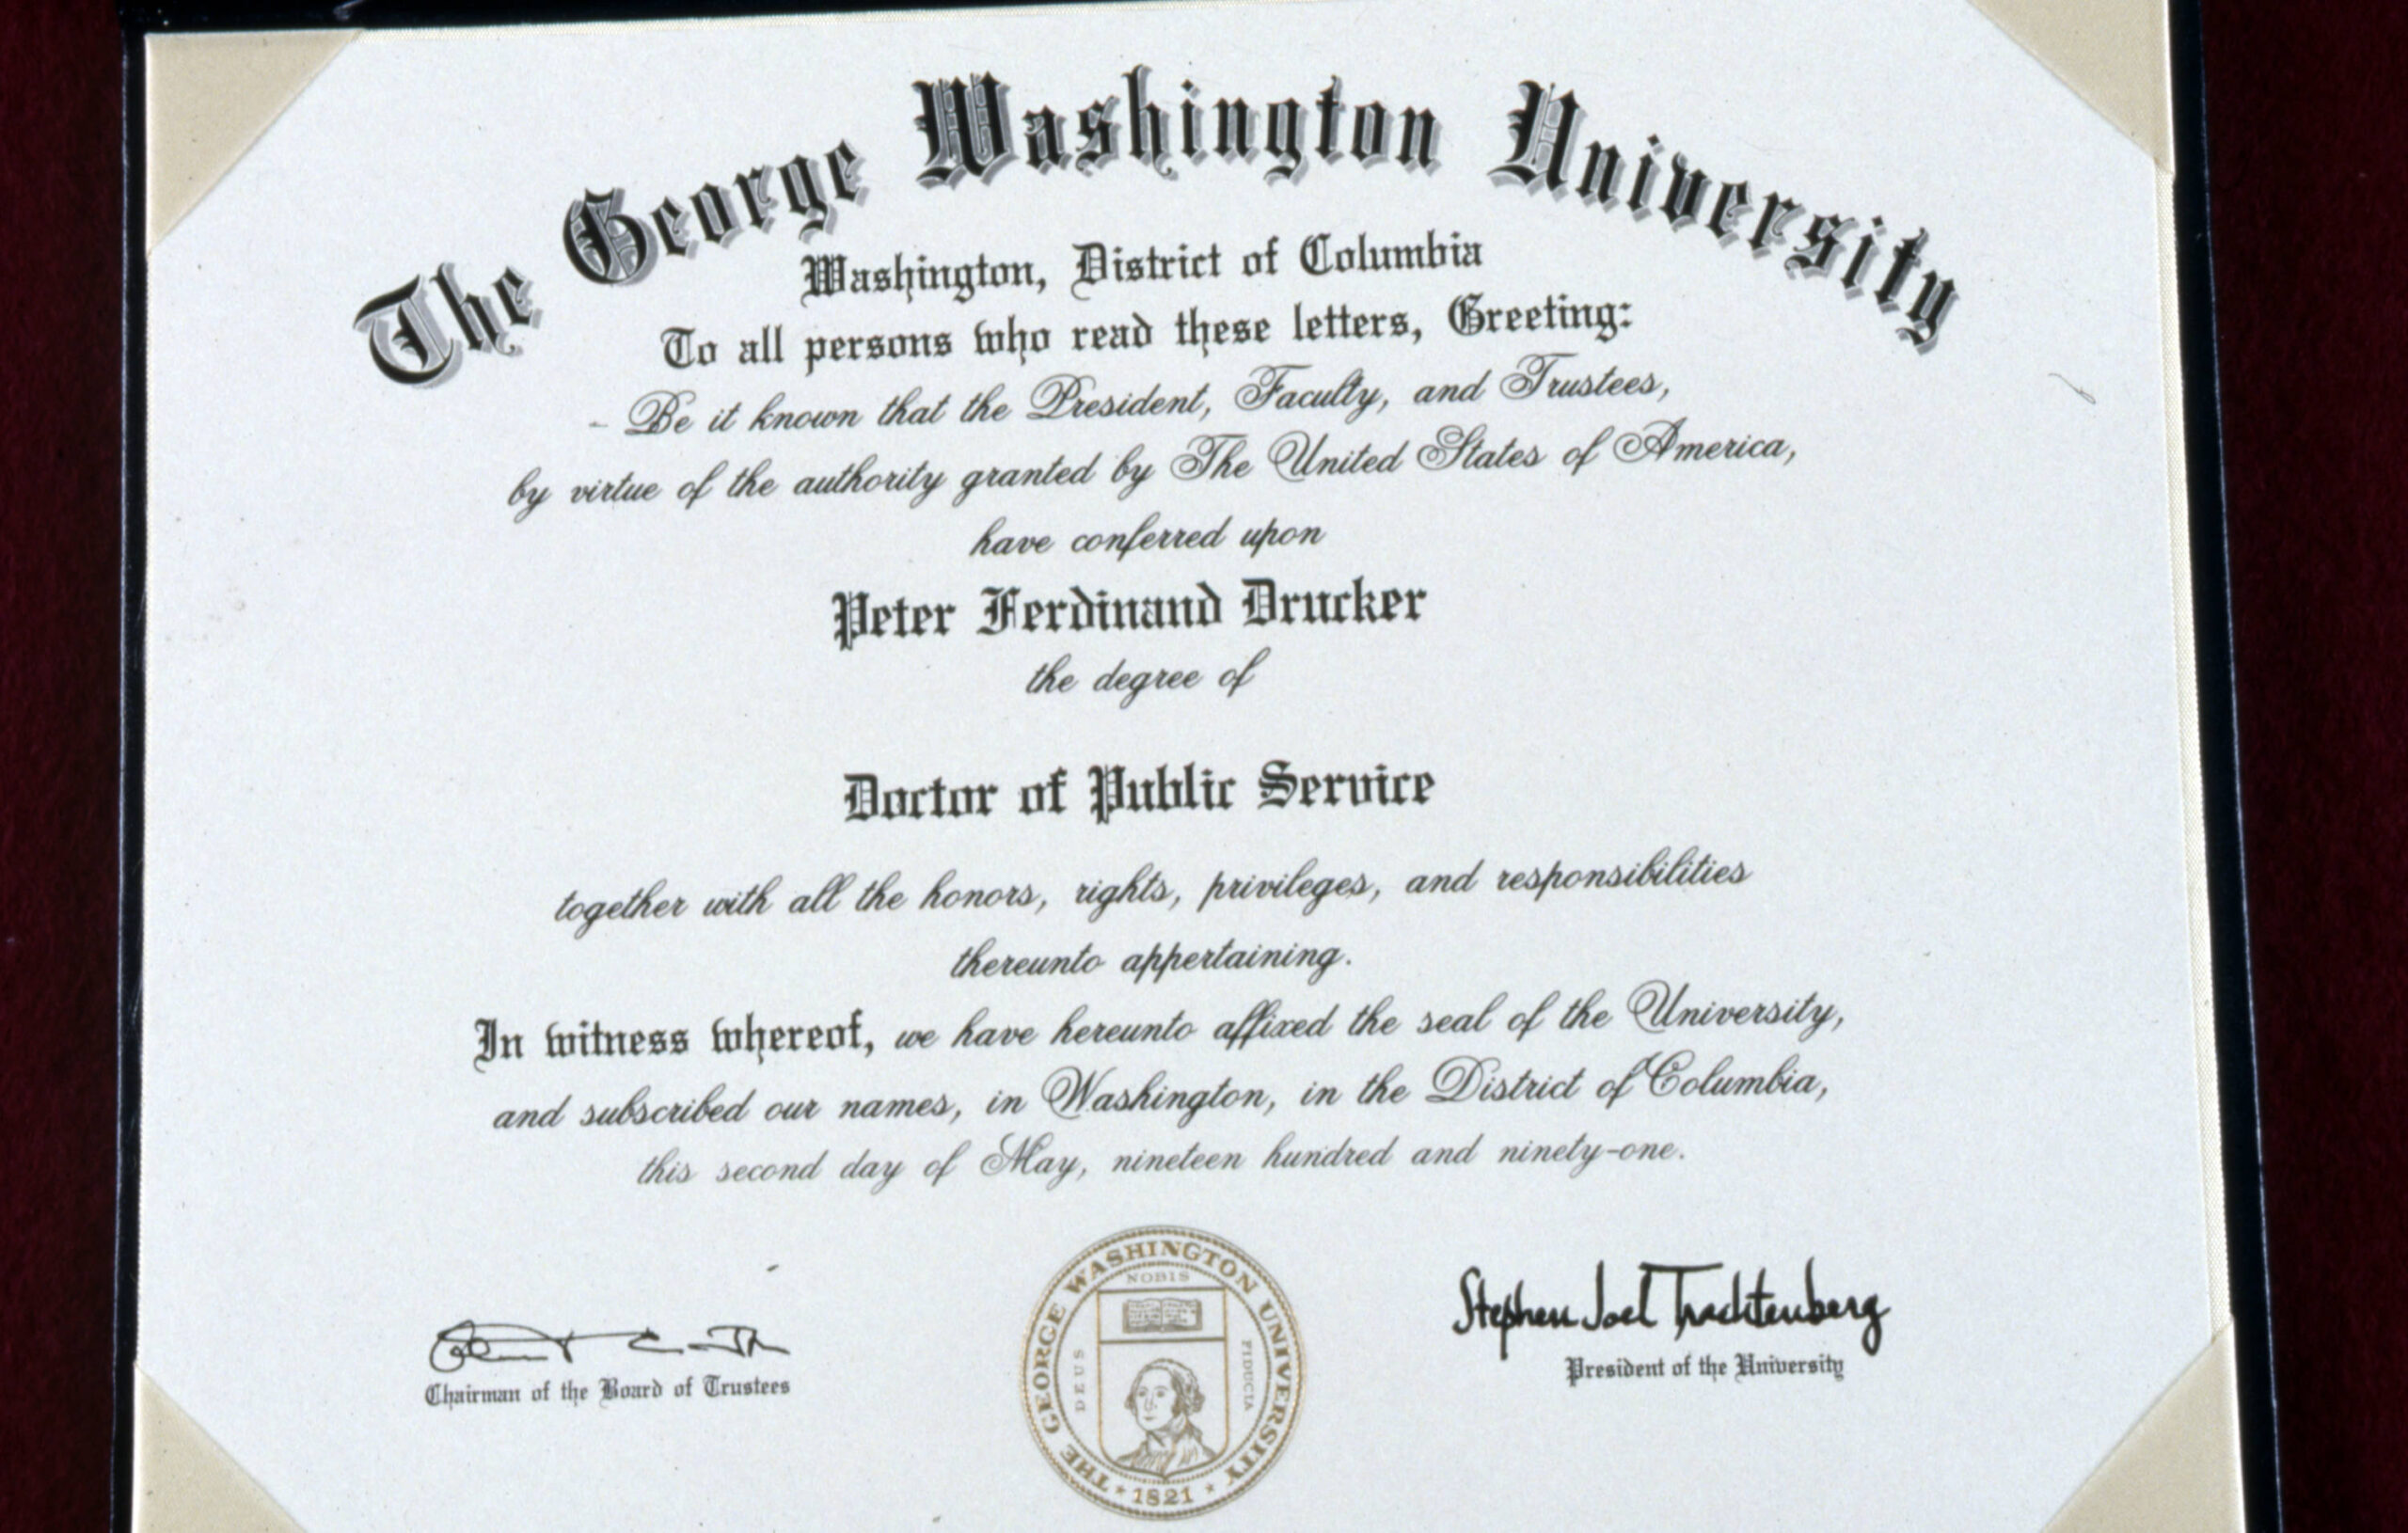 The George Washington University
Washington, District of Columbia
To all persons who read these letters, Greeting:
Be it known that the President, Faculty, and Trustees,
by virtue of the authority granted by The United States of America,
have conferred upon
Peter Ferdinand Drucker
the degree of
Doctor of Public Service
together with all the honors, rights, privileges, and responsibilities
thereunto appertaining.
In witness whereof, we have hereunto affixed the seal of the University,
and subscribed our names, in Washington, in the District of Columbia,
this second day of May, nineteen hundred and ninety-one.
Chairman of the Board of Trustees
THE GEORGE WASHINGTON UNIVERSITY
DEUS
NOBIS
FIDUCIA
* 1821 *
Stephen Joel Trachtenberg
President of the University